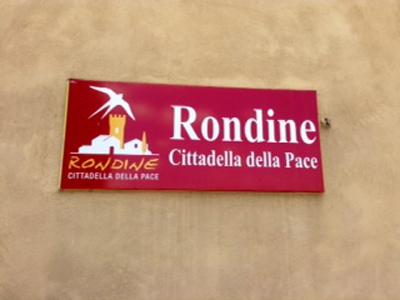 Rondine
Cittadella della Pace
RONDINE
CITTADELLA DELLA PACE